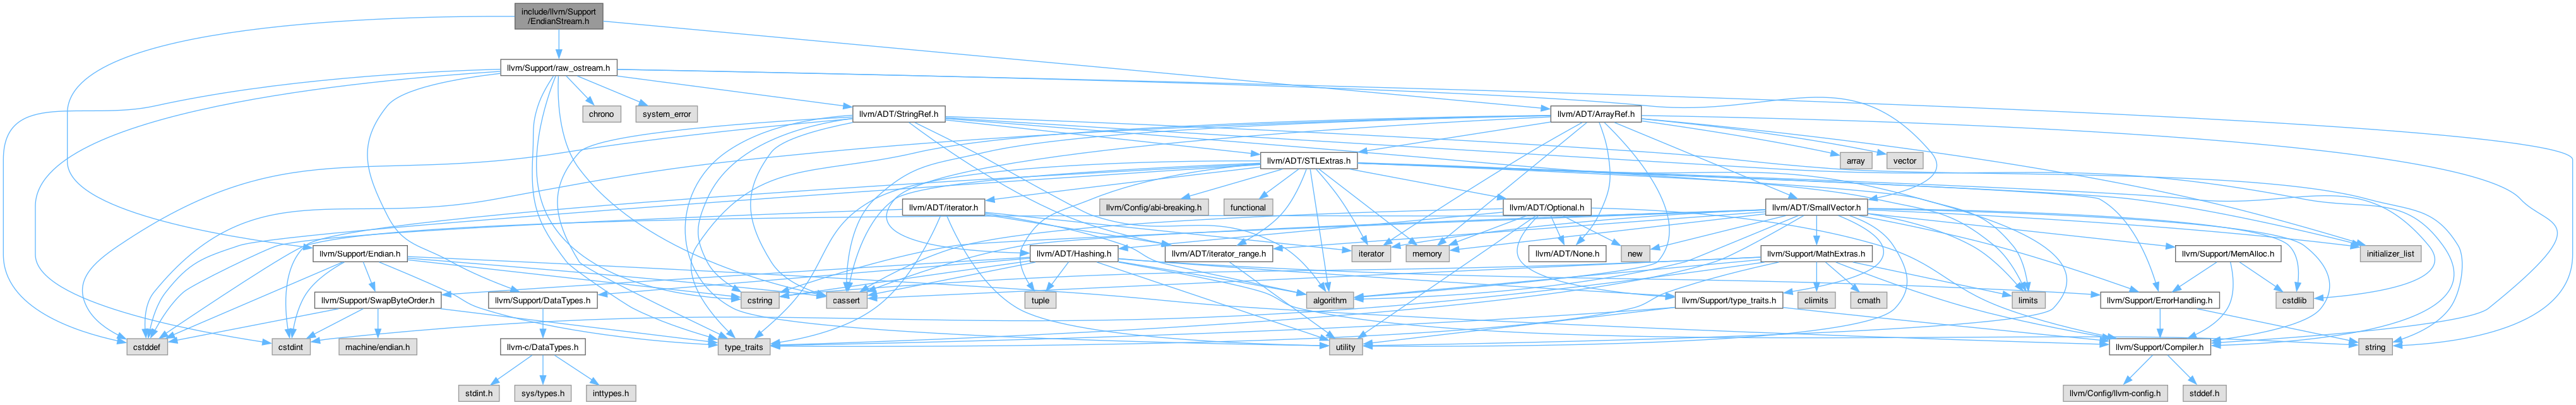 include/llvm/Support
/EndianStream.h
llvm/Support/raw_ostream.h
chrono
system_error
llvm/ADT/StringRef.h
llvm/ADT/ArrayRef.h
llvm/ADT/STLExtras.h
array
vector
llvm/ADT/iterator.h
llvm/Config/abi-breaking.h
functional
llvm/ADT/Optional.h
llvm/ADT/SmallVector.h
llvm/Support/Endian.h
llvm/ADT/Hashing.h
llvm/ADT/iterator_range.h
iterator
memory
llvm/ADT/None.h
new
llvm/Support/MathExtras.h
llvm/Support/MemAlloc.h
initializer_list
llvm/Support/SwapByteOrder.h
llvm/Support/DataTypes.h
cstring
cassert
tuple
algorithm
llvm/Support/type_traits.h
climits
cmath
limits
llvm/Support/ErrorHandling.h
cstdlib
cstddef
cstdint
machine/endian.h
llvm-c/DataTypes.h
type_traits
utility
llvm/Support/Compiler.h
string
stdint.h
sys/types.h
inttypes.h
llvm/Config/llvm-config.h
stddef.h